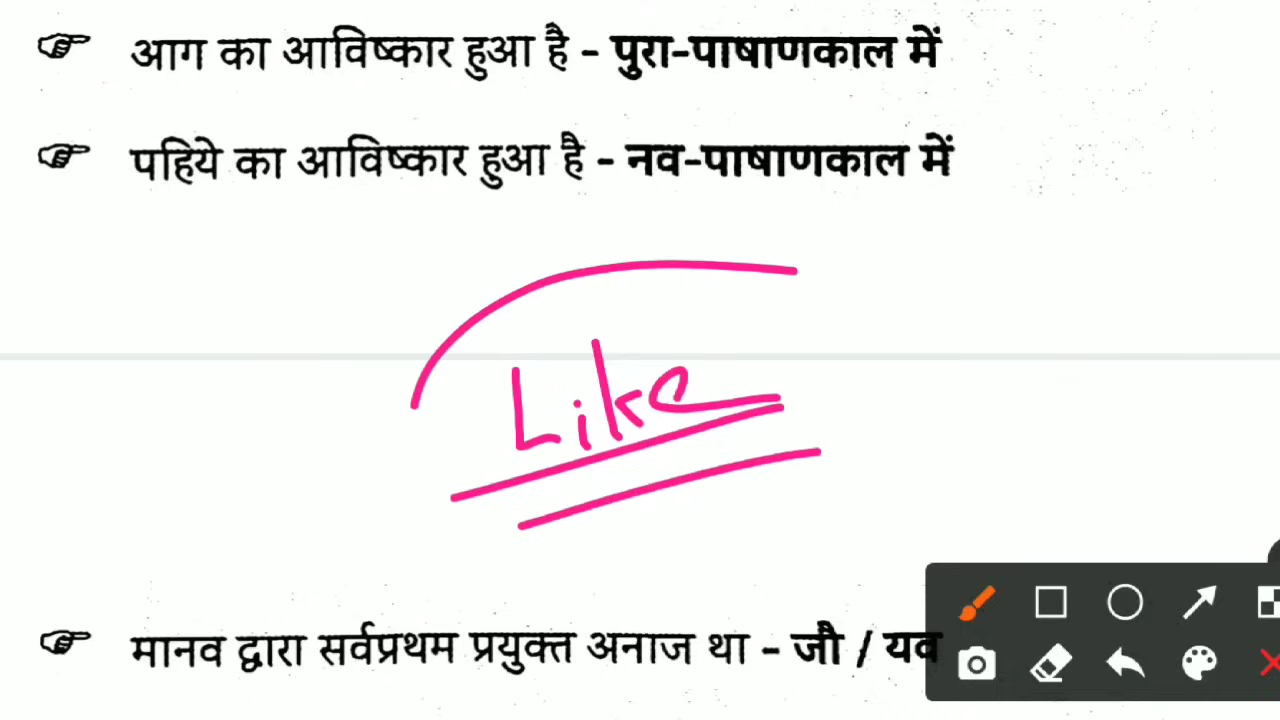 आग का आविष्कार हुआ है - पुरा-पाषाणकाल में
पहिये का आविष्कार हुआ है - नव-पाषाणकाल में
Like
मानव द्वारा सर्वप्रथम प्रयुक्त अनाज था - जौ / यव